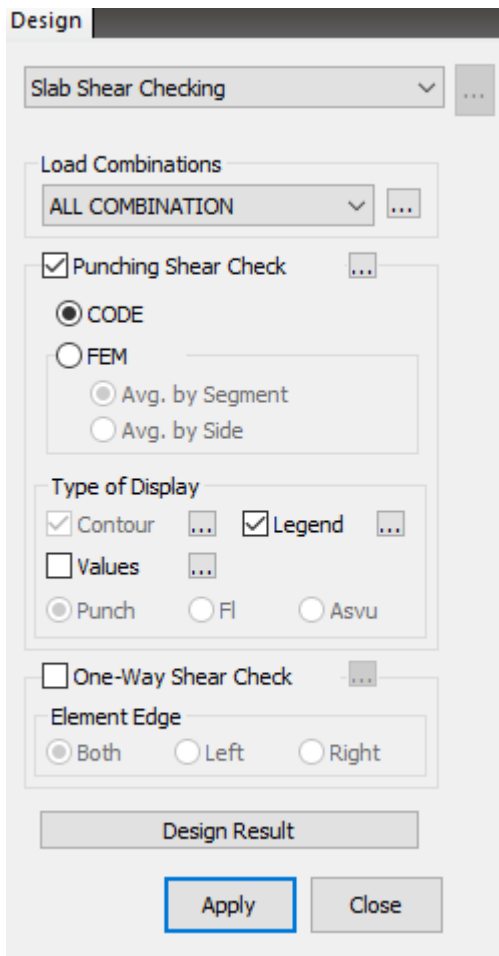 Design
Slab Shear Checking
...
Load Combinations
ALL COMBINATION
...
Punching Shear Check
...
CODE
FEM
Avg. by Segment
Avg. by Side
Type of Display
Contour ... Legend ...
Values ...
Punch Fl Asvu
One-Way Shear Check ...
Element Edge
Both Left Right
Design Result
Apply Close